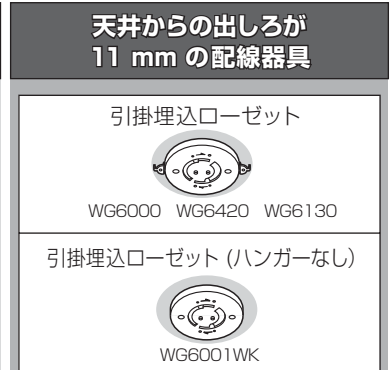 天井からの出しろが
11 mm の配線器具
引掛埋込ローゼット
WG6000 WG6420 WG6130
引掛埋込ローゼット (ハンガーなし)
WG6001WK